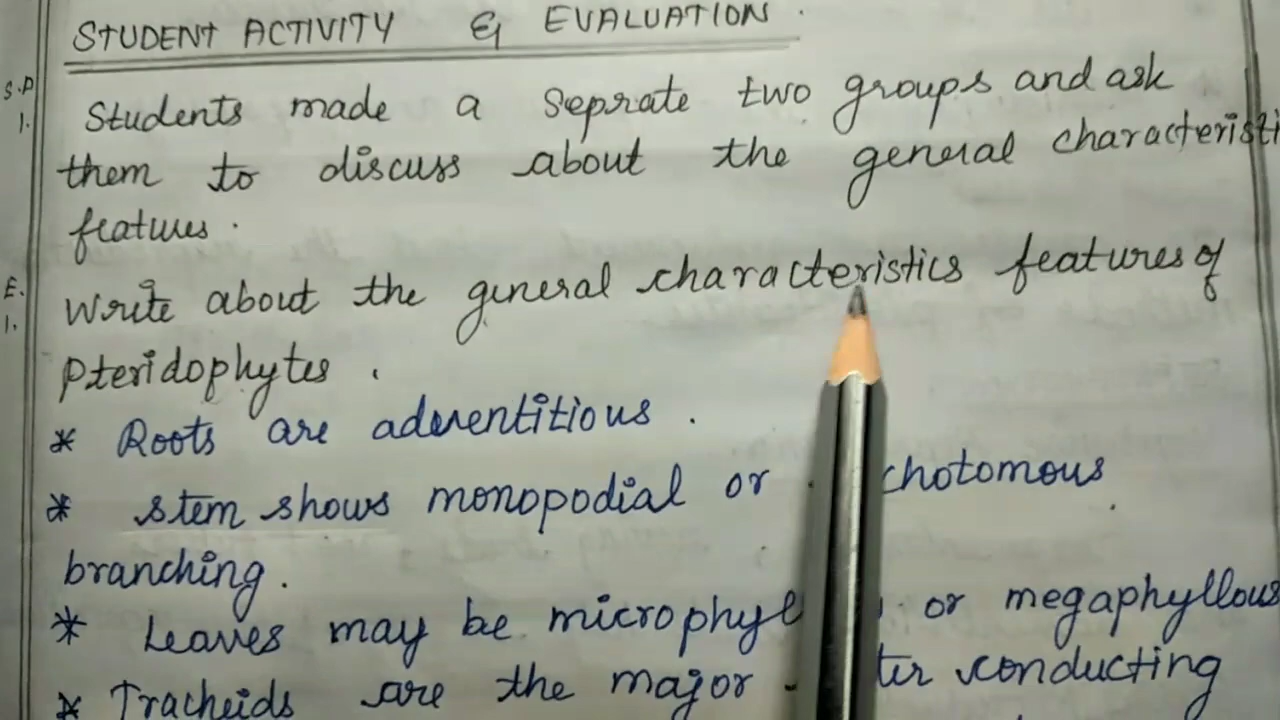 STUDENT ACTIVITY & EVALUATION.
S.P
1. Students made a Seprate two groups and ask
them to discuss about the general characteristi
features.
E.
1. Write about the general characteristics features of
Pteridophytes.
* Roots are adventitious.
* stem shows monopodial or chotomous
branching.
* Leaves may be microphyl or megaphyllous
* Tracheids are the major ter conducting